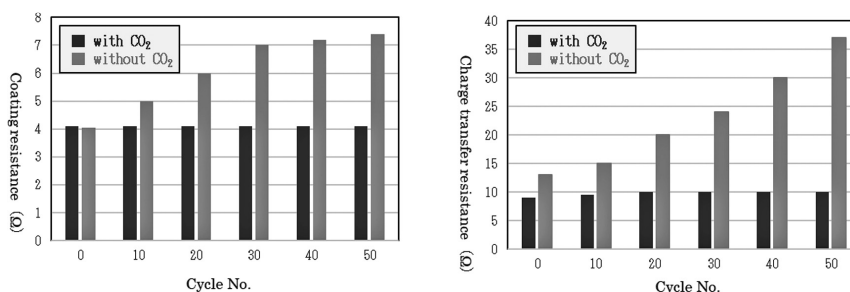 8
7
6
5
4
3
2
1
0
with CO₂
without CO₂
Coating resistance (Ω)
0 10 20 30 40 50
Cycle No.
40
35
30
25
20
15
10
5
0
with CO₂
without CO₂
Charge transfer resistance (Ω)
0 10 20 30 40 50
Cycle No.